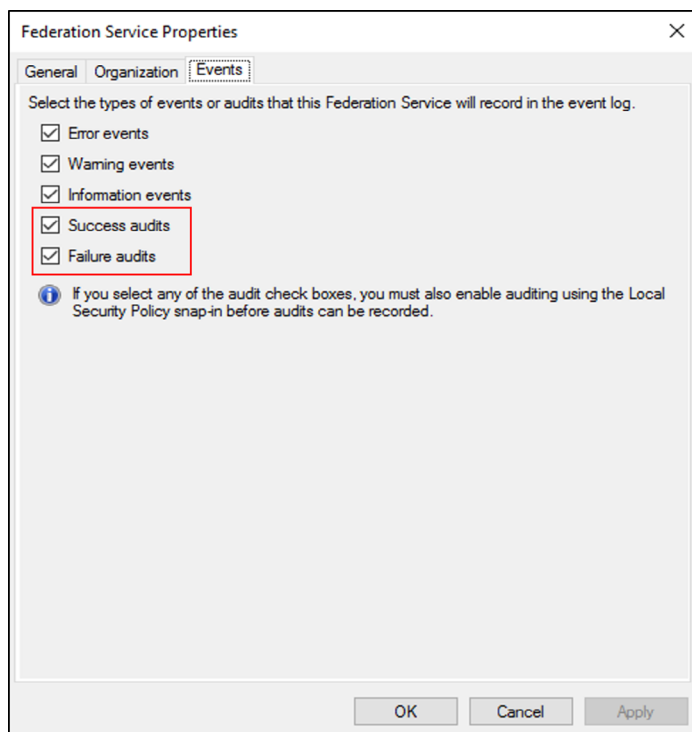 Federation Service Properties
General Organization Events
Select the types of events or audits that this Federation Service will record in the event log.
Error events
Warning events
Information events
Success audits
Failure audits
If you select any of the audit check boxes, you must also enable auditing using the Local
Security Policy snap-in before audits can be recorded.
OK Cancel Apply